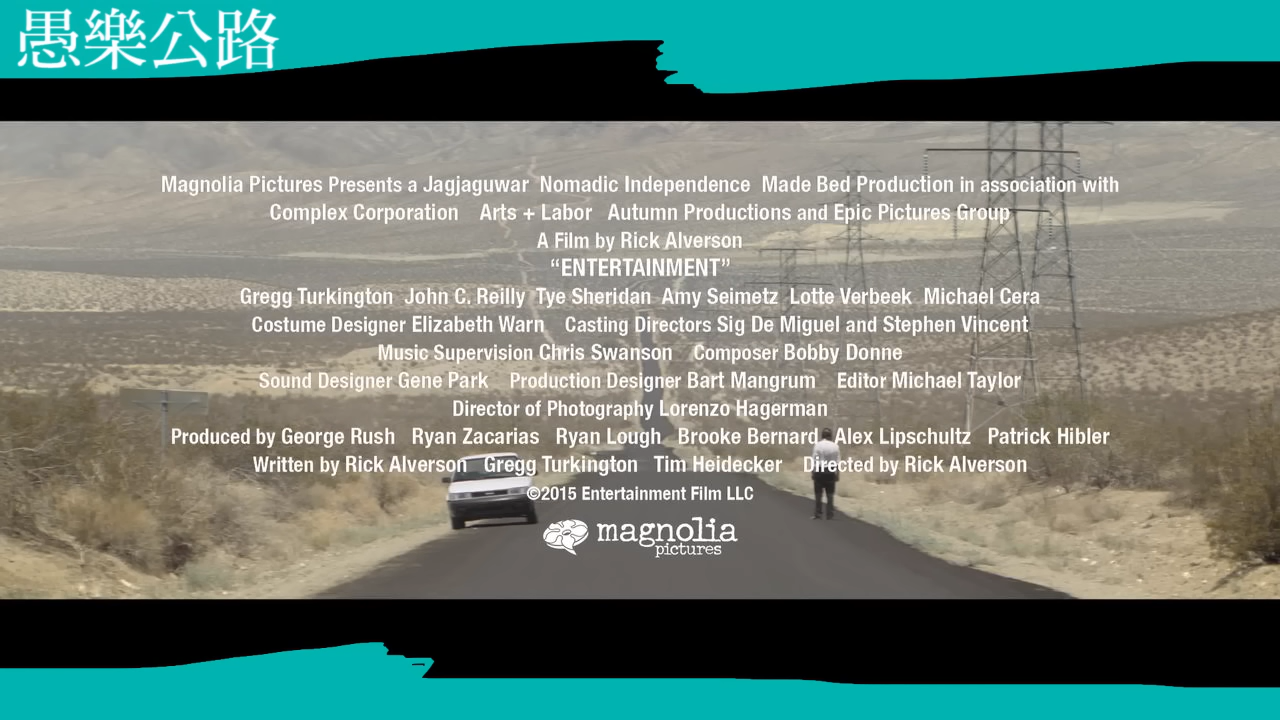 愚樂公路
Magnolia Pictures Presents a Jagjaguwar Nomadic Independence Made Bed Production in association with
Complex Corporation Arts + Labor Autumn Productions and Epic Pictures Group
A Film by Rick Alverson
“ENTERTAINMENT”
Gregg Turkington John C. Reilly Tye Sheridan Amy Seimetz Lotte Verbeek Michael Cera
Costume Designer Elizabeth Warn Casting Directors Sig De Miguel and Stephen Vincent
Music Supervision Chris Swanson Composer Bobby Donne
Sound Designer Gene Park Production Designer Bart Mangrum Editor Michael Taylor
Director of Photography Lorenzo Hagerman
Produced by George Rush Ryan Zacarias Ryan Lough Brooke Bernard Alex Lipschultz Patrick Hibler
Written by Rick Alverson Gregg Turkington Tim Heidecker Directed by Rick Alverson
©2015 Entertainment Film LLC
magnolia
pictures